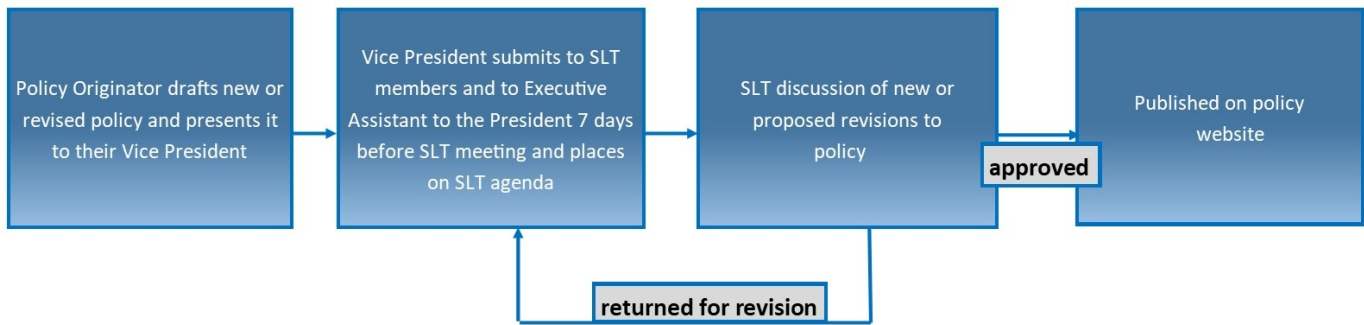 Policy Originator drafts new or
revised policy and presents it
to their Vice President
Vice President submits to SLT
members and to Executive
Assistant to the President 7 days
before SLT meeting and places
on SLT agenda
SLT discussion of new or
proposed revisions to
policy
approved
Published on policy
website
returned for revision